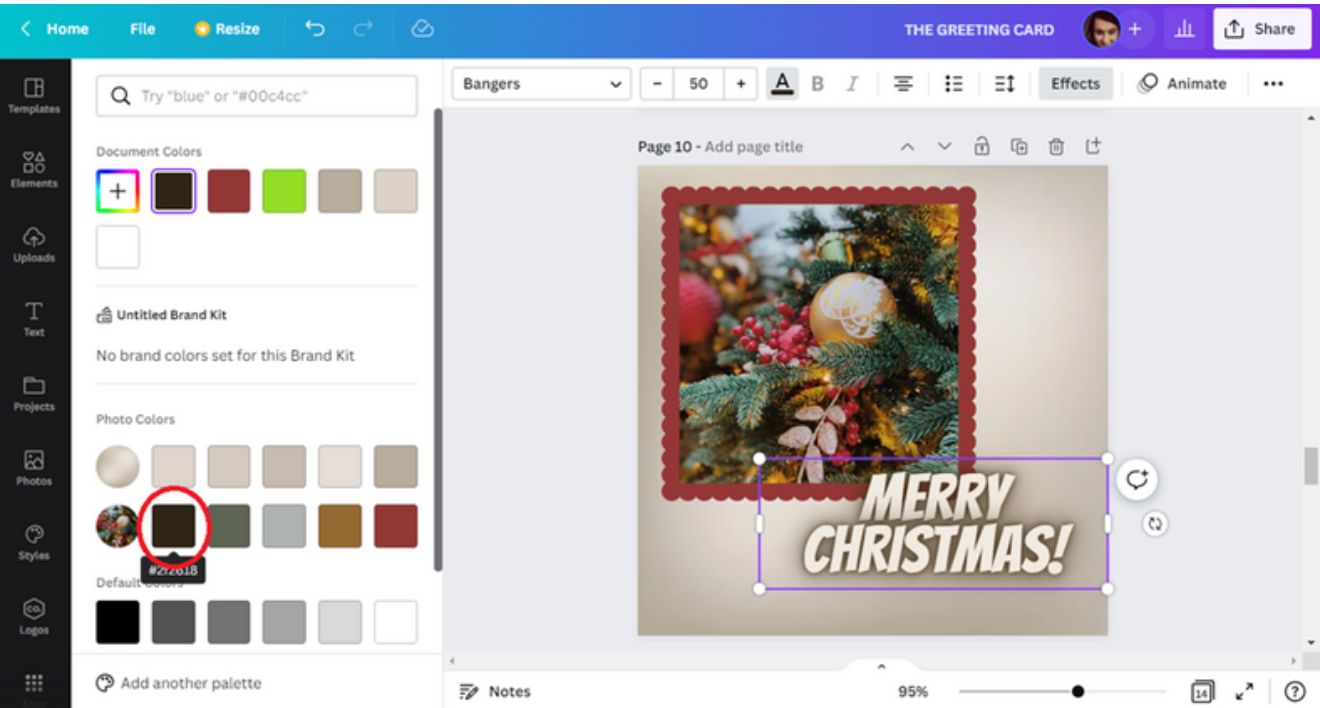 Home File Resize THE GREETING CARD + Share
Templates
Elements
Uploads
Text
Projects
Photos
Styles
CO.
Logos
Try "blue" or "#00c4cc"
Document Colors
Untitled Brand Kit
No brand colors set for this Brand Kit
Photo Colors
#2f2618
Default Colors
Add another palette
Bangers - 50 + A B I Effects Animate
Page 10 - Add page title
MERRY
CHRISTMAS!
Notes 95% 14 ?